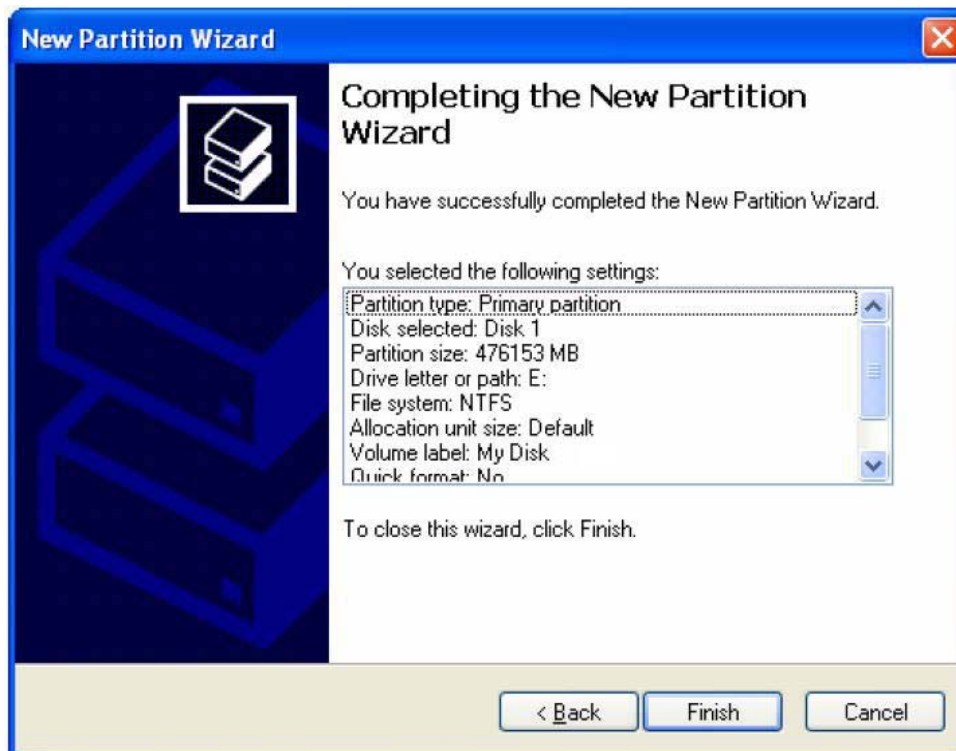 New Partition Wizard
Completing the New Partition
Wizard
You have successfully completed the New Partition Wizard.
You selected the following settings:
Partition type: Primary partition
Disk selected: Disk 1
Partition size: 476153 MB
Drive letter or path: E:
File system: NTFS
Allocation unit size: Default
Volume label: My Disk
Quick format: No
To close this wizard, click Finish.
< Back
Finish
Cancel